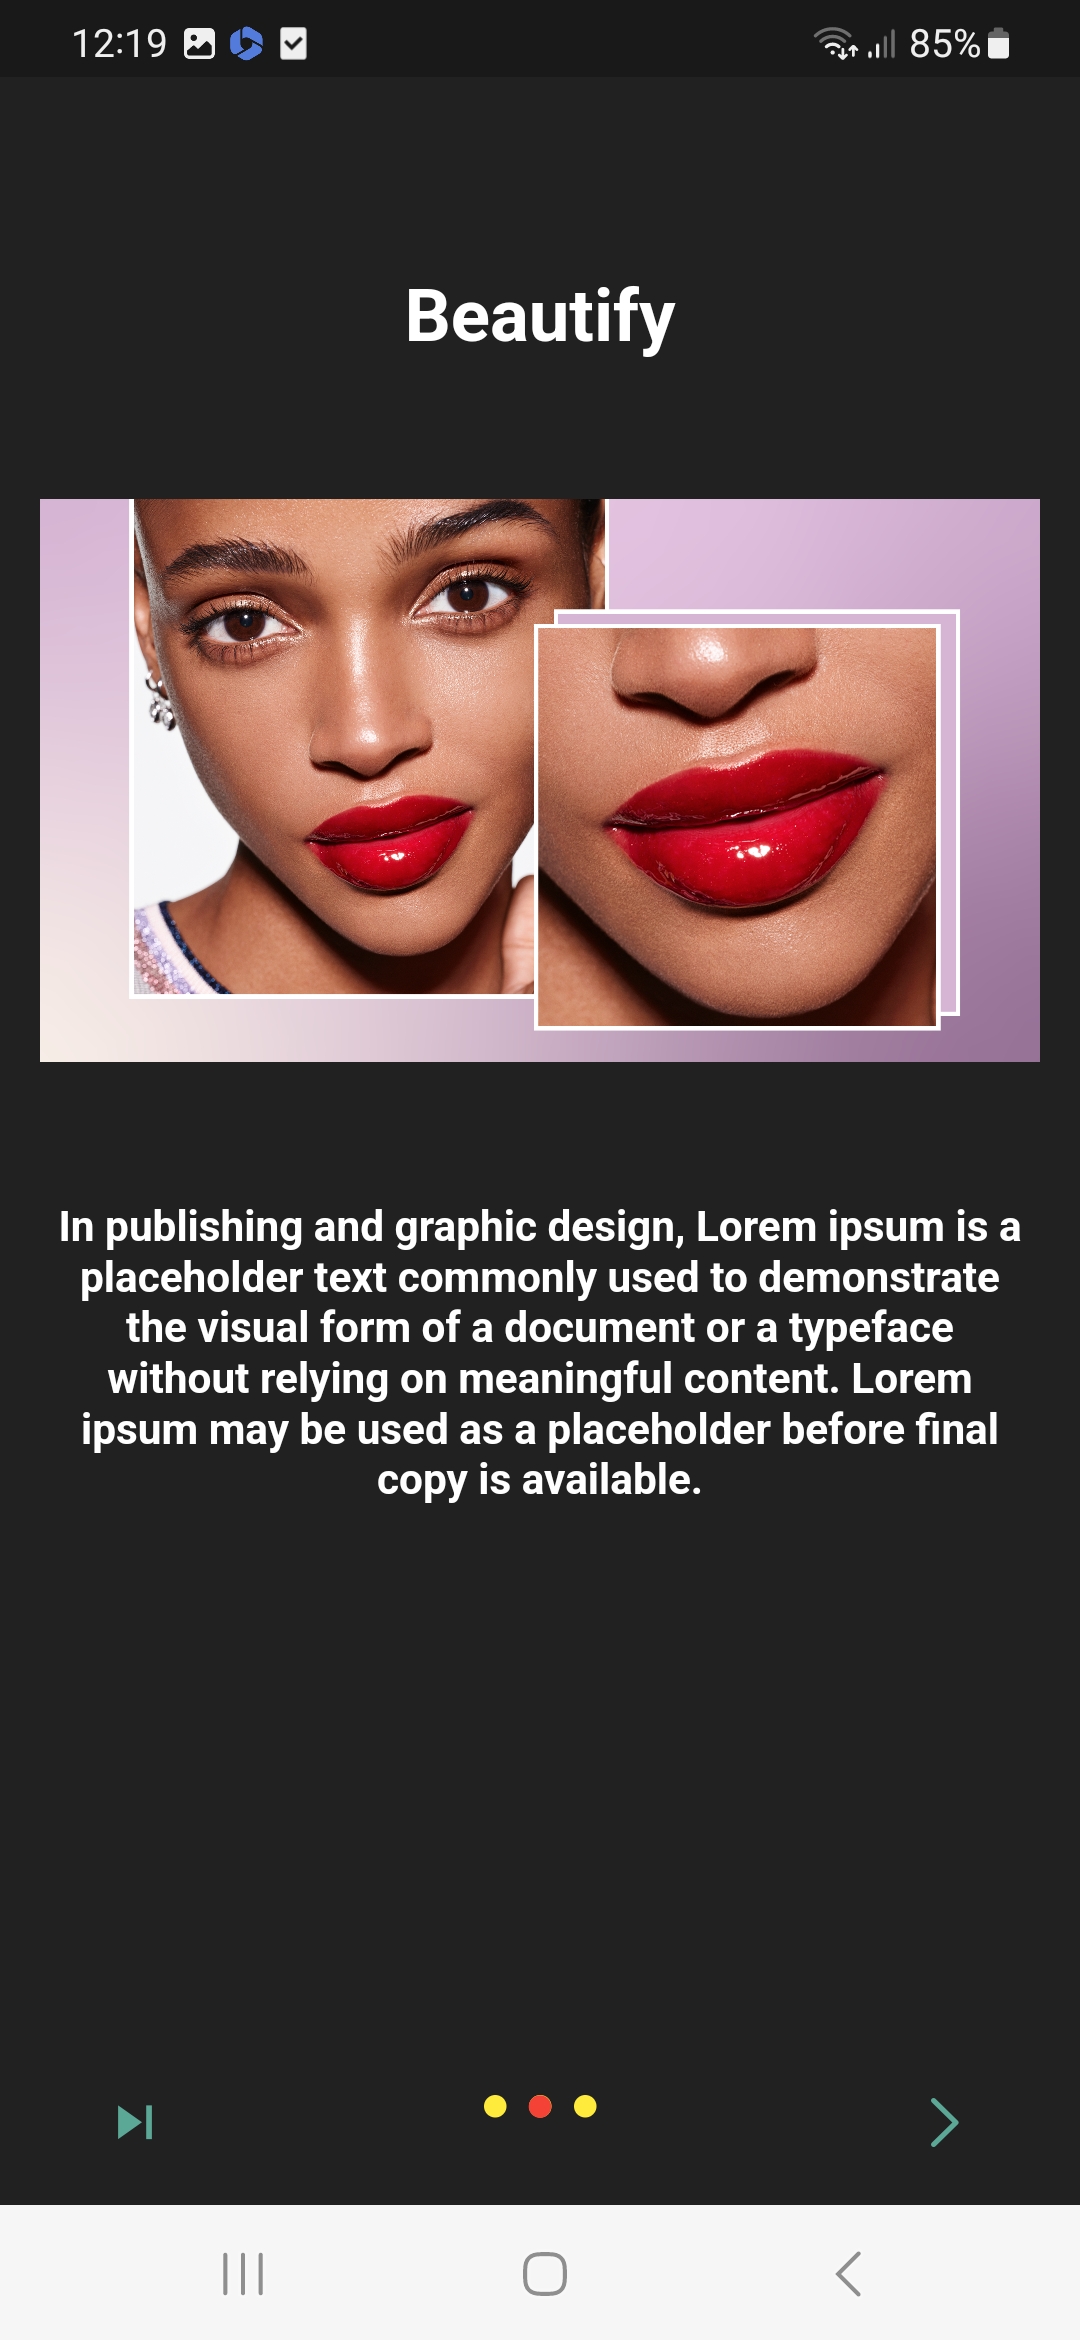 12:19 85%
Beautify
In publishing and graphic design, Lorem ipsum is a
placeholder text commonly used to demonstrate
the visual form of a document or a typeface
without relying on meaningful content. Lorem
ipsum may be used as a placeholder before final
copy is available.